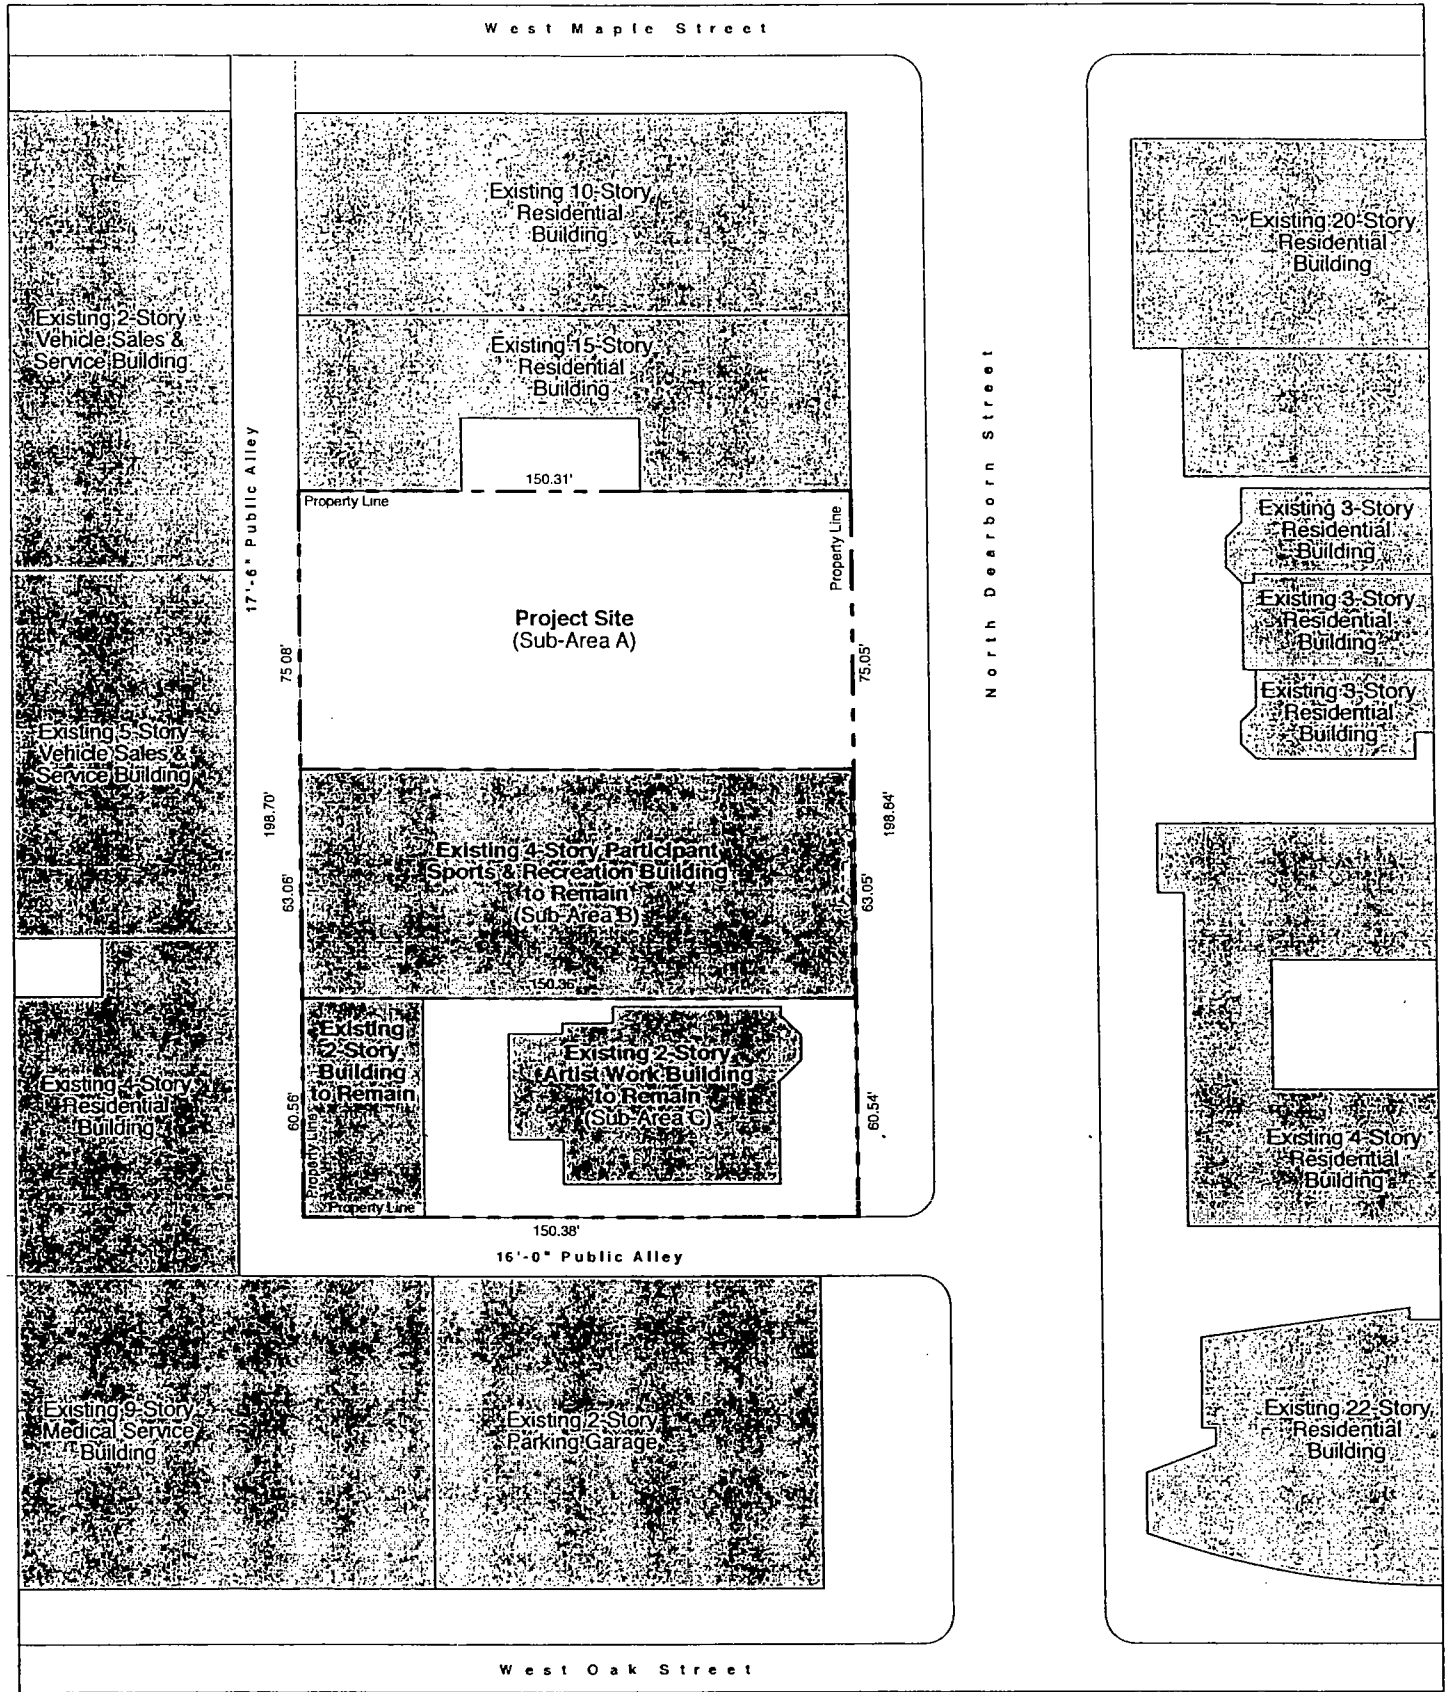 West Maple Street
Existing 10-Story
Residential
Building
Existing 20-Story
Residential
Building
Existing 2-Story
Vehicle Sales &
Service Building
Existing 15-Story
Residential
Building
17'-6" Public Alley
North Dearborn Street
150.31'
Property Line
Property Line
Existing 3-Story
Residential
Building
Existing 3-Story
Residential
Building
Existing 3-Story
Residential
Building
Project Site
(Sub-Area A)
75 08'
75.05'
Existing 5-Story
Vehicle Sales &
Service Building
198.70'
198.84'
Existing 4-Story Participant
Sports & Recreation Building
to Remain
(Sub-Area B)
63.06'
63.05'
150.36'
Existing
2-Story
Building
to Remain
Existing 2-Story
Artist Work Building
to Remain
(Sub-Area C)
60.56'
60.54'
Property Line
Property Line
Existing 4-Story
Residential
Building
Existing 4-Story
Residential
Building
150.38'
16'-0" Public Alley
Existing 9-Story
Medical Service
Building
Existing 2-Story
Parking Garage
Existing 22-Story
Residential
Building
West Oak Street